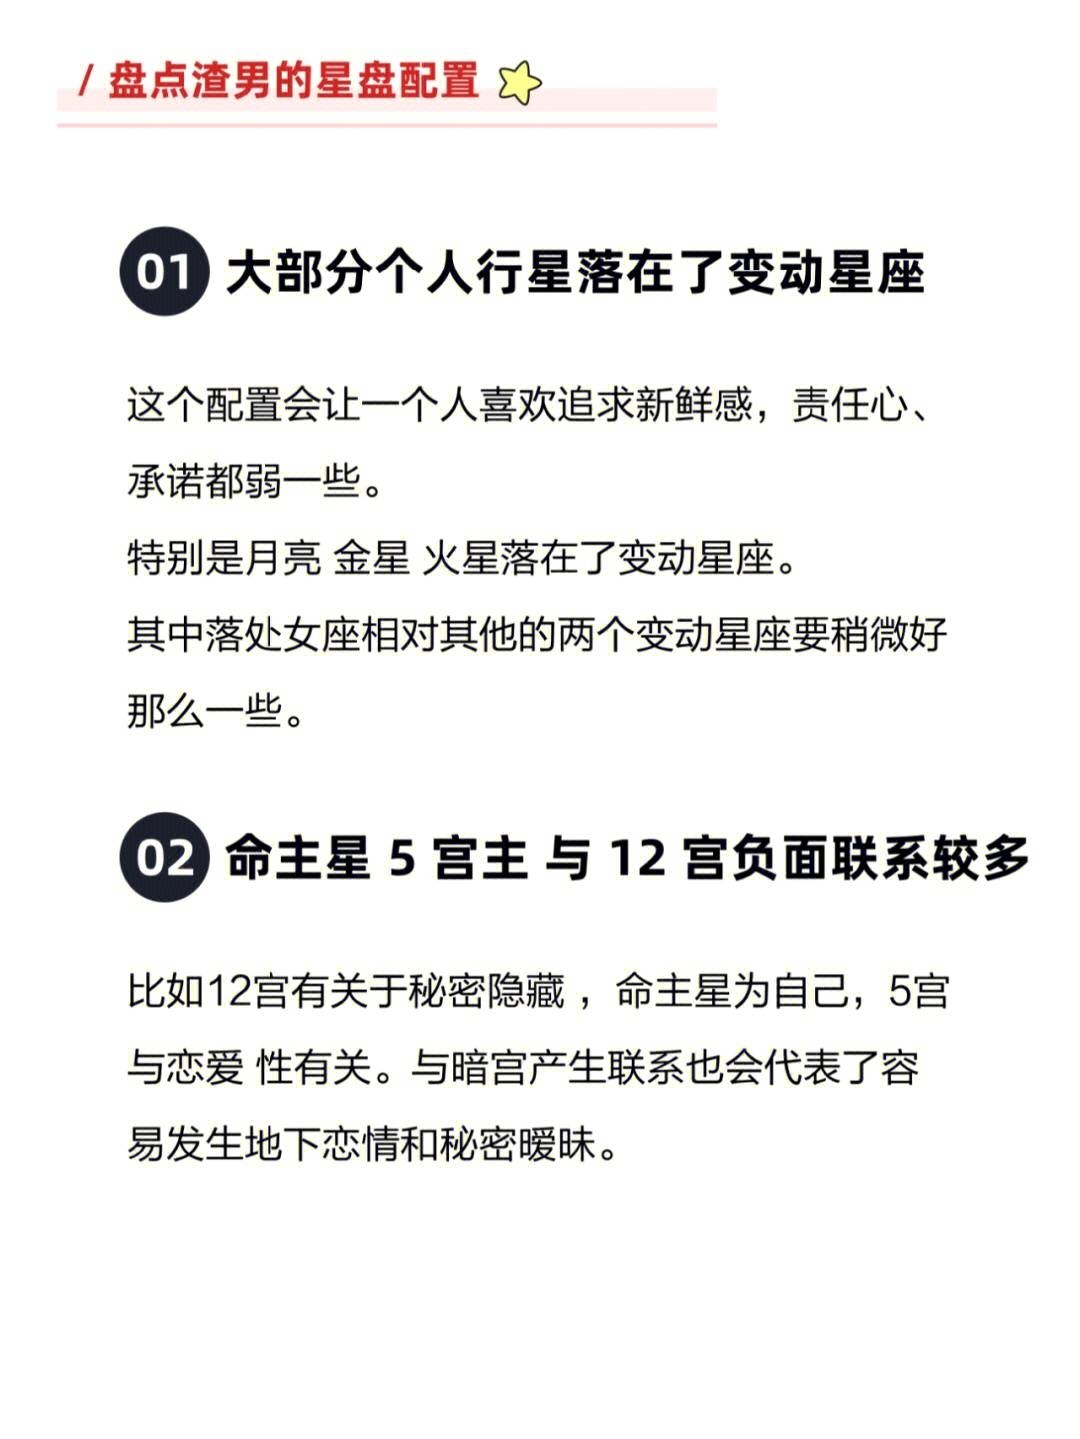 / 盘点渣男的星盘配置
01 大部分个人行星落在了变动星座
这个配置会让一个人喜欢追求新鲜感，责任心、
承诺都弱一些。
特别是月亮 金星 火星落在了变动星座。
其中落处女座相对其他的两个变动星座要稍微好
那么一些。
02 命主星 5 宫主 与 12 宫负面联系较多
比如12宫有关于秘密隐藏 ，命主星为自己，5宫
与恋爱 性有关。与暗宫产生联系也会代表了容
易发生地下恋情和秘密暧昧。